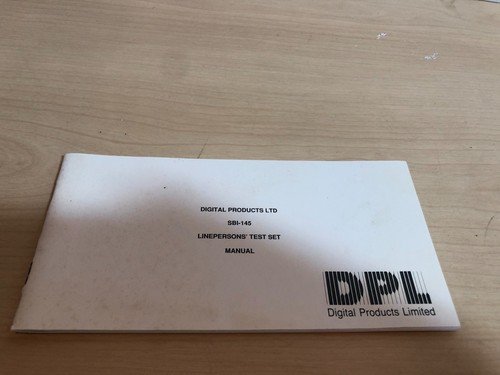 DIGITAL PRODUCTS LTD
SBI-145
LINEPERSONS' TEST SET
MANUAL
DPL
Digital Products Limited